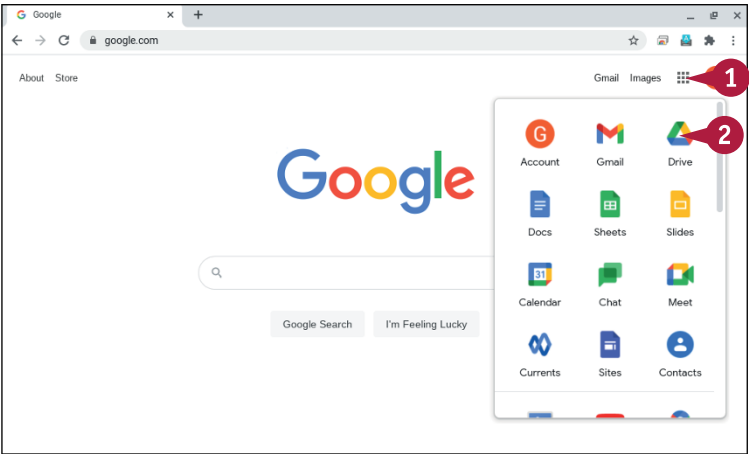 Google
google.com
About Store Gmail Images 1
Google
Account Gmail Drive 2
Docs Sheets Slides
Calendar Chat Meet
Currents Sites Contacts
Google Search I'm Feeling Lucky
G
31